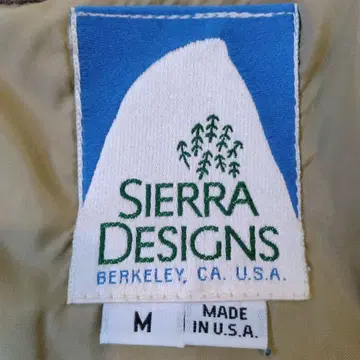 SIERRA
DESIGNS
BERKELEY, CA. U.S.A.
M
MADE
IN U.S.A.